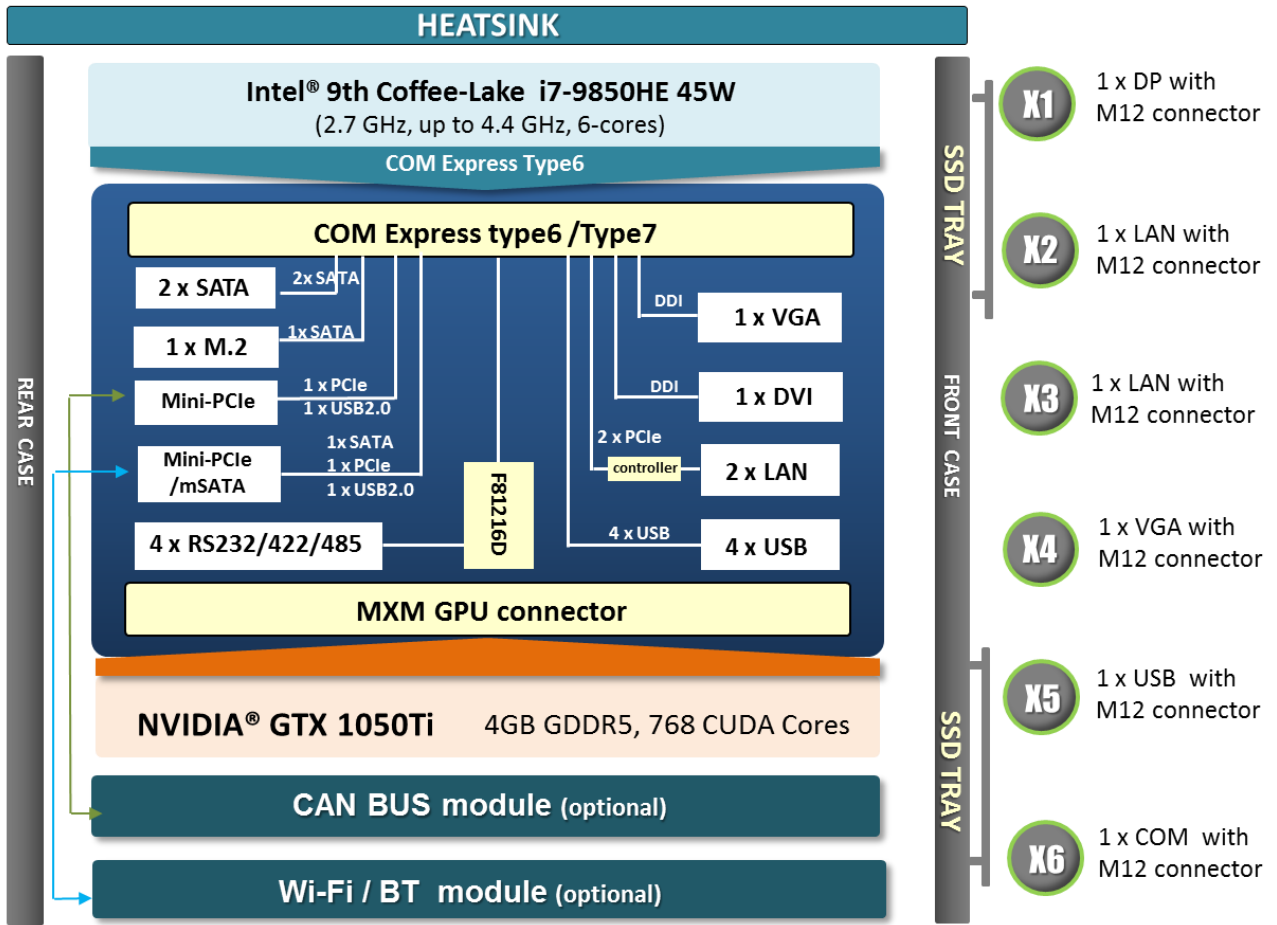 HEATSINK
Intel® 9th Coffee-Lake i7-9850HE 45W
(2.7 GHz, up to 4.4 GHz, 6-cores)
COM Express Type6
COM Express type6 /Type7
2 x SATA
2x SATA
1 x M.2
1x SATA
Mini-PCIe
1 x PCIe
1 x USB2.0
Mini-PCIe
/mSATA
1x SATA
1 x PCIe
1 x USB2.0
4 x RS232/422/485
F81216D
DDI
1 x VGA
DDI
1 x DVI
2 x PCIe
controller
2 x LAN
4 x USB
4 x USB
MXM GPU connector
NVIDIA® GTX 1050Ti
4GB GDDR5, 768 CUDA Cores
CAN BUS module (optional)
Wi-Fi / BT module (optional)
REAR CASE
SSD TRAY
FRONT CASE
SSD TRAY
X1
1 x DP with
M12 connector
X2
1 x LAN with
M12 connector
X3
1 x LAN with
M12 connector
X4
1 x VGA with
M12 connector
X5
1 x USB with
M12 connector
X6
1 x COM with
M12 connector